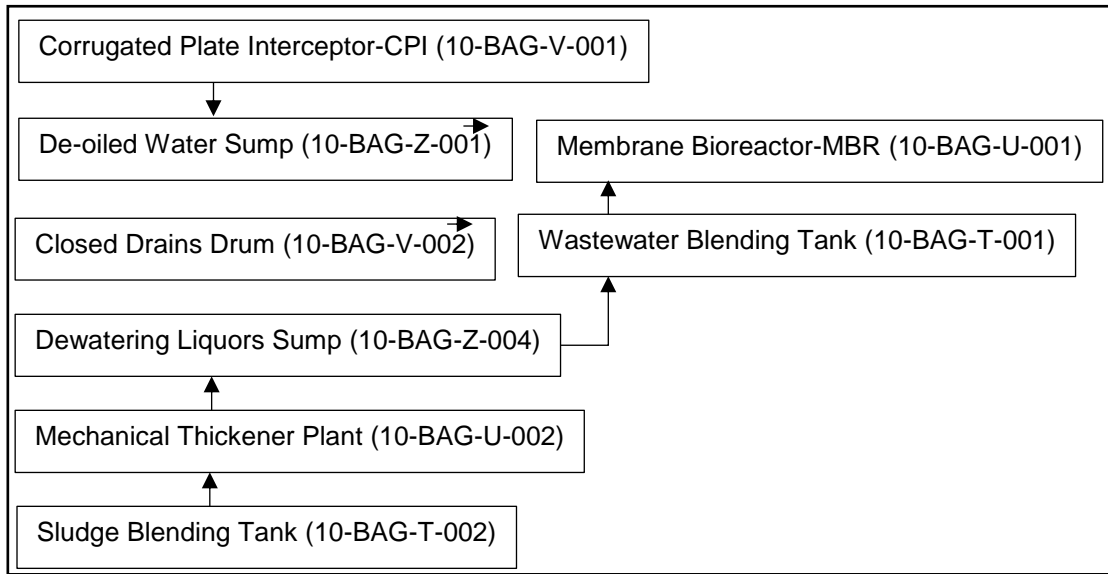 Corrugated Plate Interceptor-CPI (10-BAG-V-001)
De-oiled Water Sump (10-BAG-Z-001)
Membrane Bioreactor-MBR (10-BAG-U-001)
Closed Drains Drum (10-BAG-V-002)
Wastewater Blending Tank (10-BAG-T-001)
Dewatering Liquors Sump (10-BAG-Z-004)
Mechanical Thickener Plant (10-BAG-U-002)
Sludge Blending Tank (10-BAG-T-002)